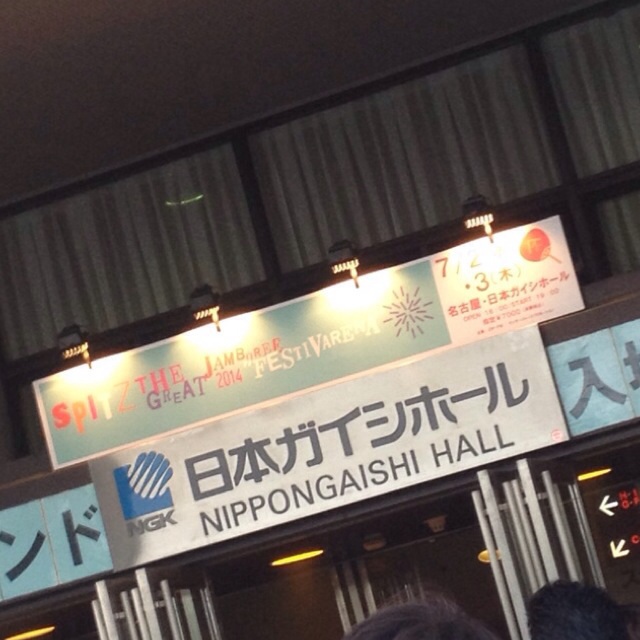 SPITZ THE GREAT JAMBOREE 2014 FESTIVARENA
7/2
・3(木)
名古屋・日本ガイシホール
NGK
日本ガイシホール
NIPPONGAISHI HALL
ンド
入場